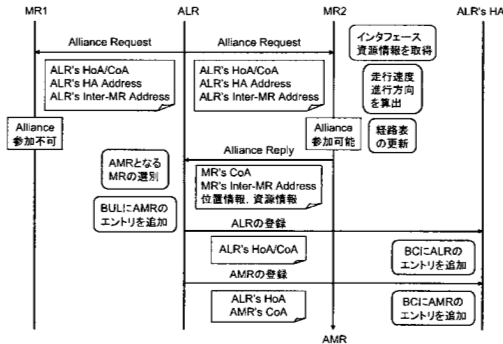 MR1
ALR
MR2
ALR's HA
Alliance Request
Alliance Request
インタフェース
資源情報を取得
ALR's HoA/CoA
ALR's HA Address
ALR's Inter-MR Address
ALR's HoA/CoA
ALR's HA Address
ALR's Inter-MR Address
走行速度
進行方向
を算出
Alliance
参加不可
Alliance
参加可能
経路表
の更新
Alliance Reply
AMRとなる
MRの選別
MR's CoA
MR's Inter-MR Address
位置情報, 資源情報
BULにAMRの
エントリを追加
ALRの登録
ALR's HoA/CoA
BCにALRの
エントリを追加
AMRの登録
ALR's HoA
AMR's CoA
BCにAMRの
エントリを追加
AMR